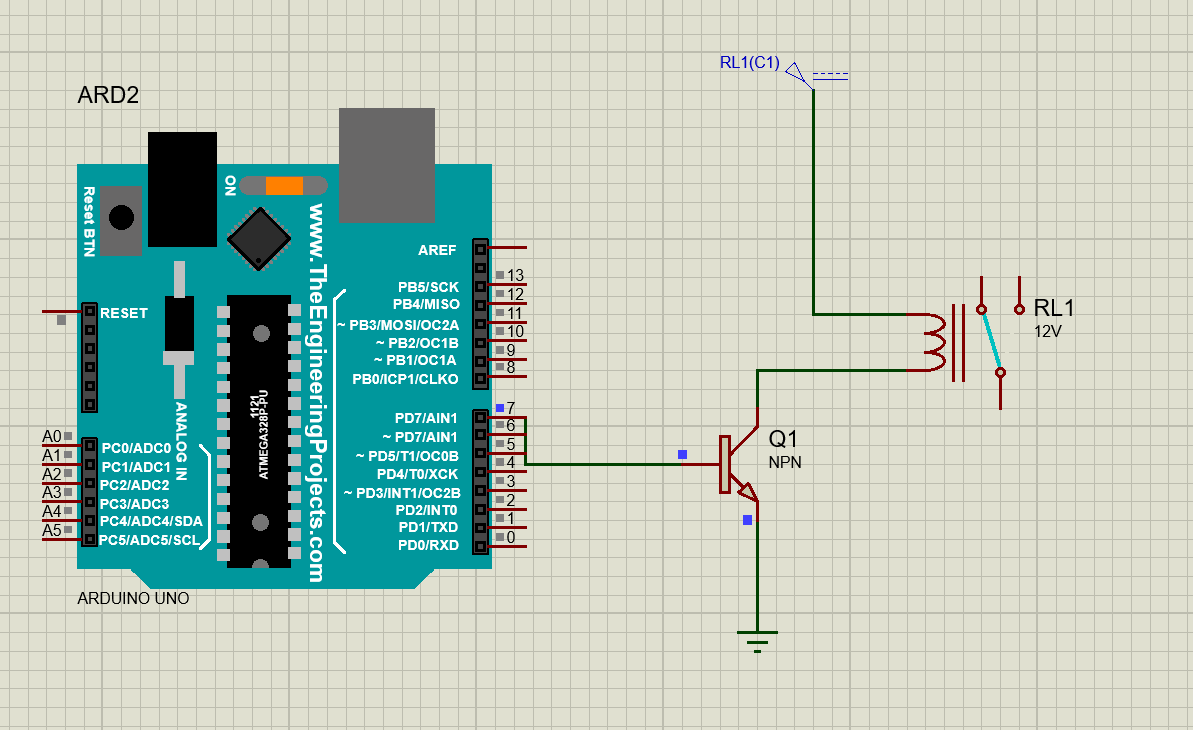 RL1(C1)
ARD2
ON
Reset BTN
www.TheEngineeringProjects.com
AREF
13
PB5/SCK
12
PB4/MISO
11
~ PB3/MOSI/OC2A
10
~ PB2/OC1B
9
~ PB1/OC1A
8
PB0/ICP1/CLKO
RESET
RL1
12V
1121
ATMEGA328P-PU
ANALOG IN
7
PD7/AIN1
6
~ PD7/AIN1
5
~ PD5/T1/OC0B
4
PD4/T0/XCK
3
~ PD3/INT1/OC2B
2
PD2/INT0
1
PD1/TXD
0
PD0/RXD
A0
PC0/ADC0
A1
PC1/ADC1
A2
PC2/ADC2
A3
PC3/ADC3
A4
PC4/ADC4/SDA
A5
PC5/ADC5/SCL
Q1
NPN
ARDUINO UNO